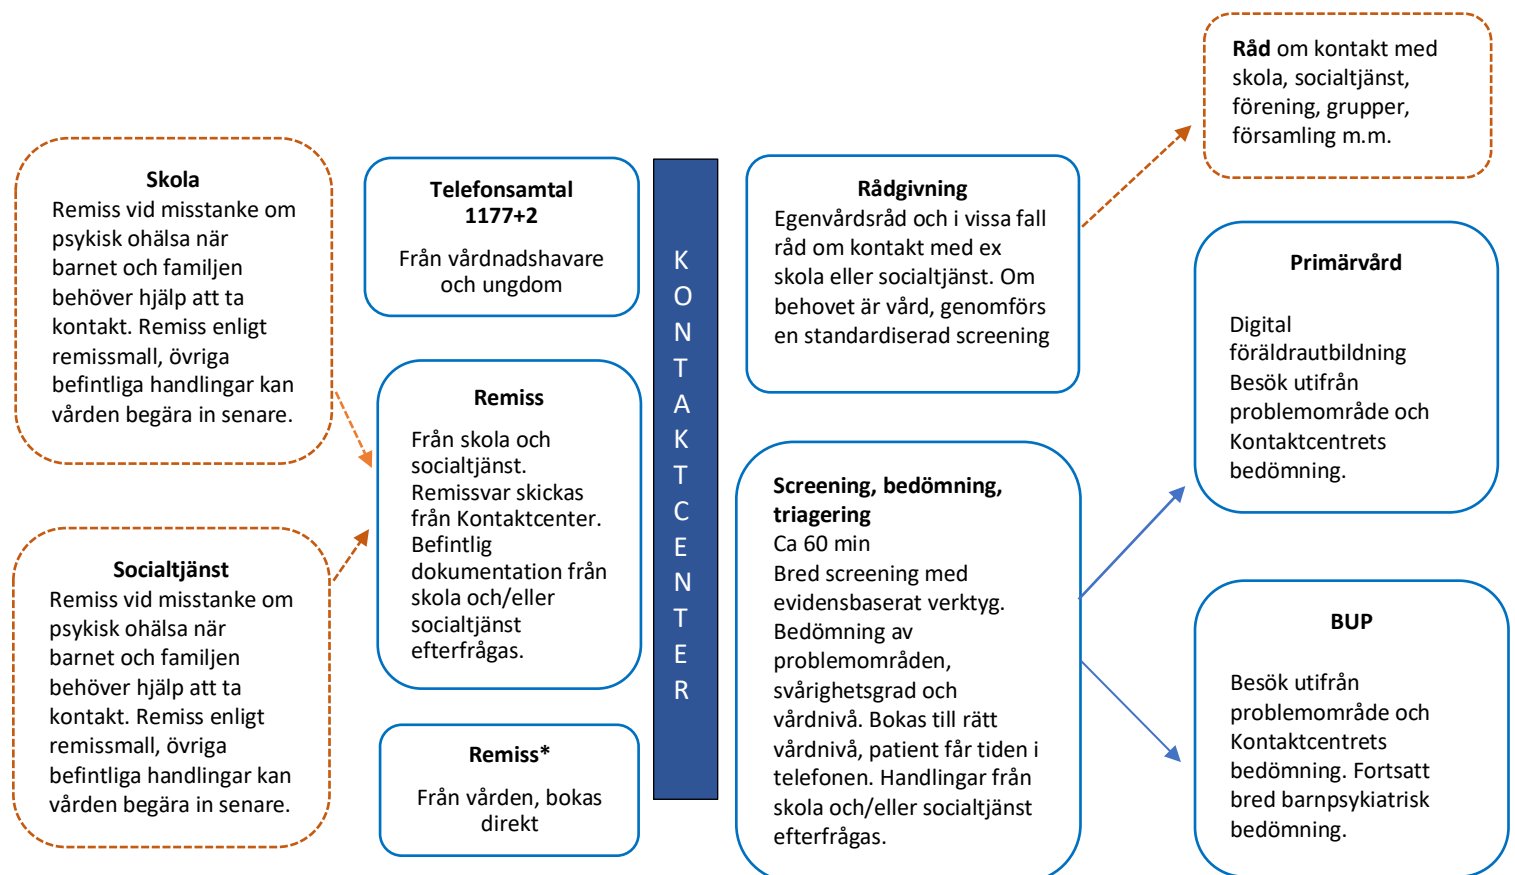 Skola
Remiss vid misstanke om
psykisk ohälsa när
barnet och familjen
behöver hjälp att ta
kontakt. Remiss enligt
remissmall, övriga
befintliga handlingar kan
vården begära in senare.
Socialtjänst
Remiss vid misstanke om
psykisk ohälsa när
barnet och familjen
behöver hjälp att ta
kontakt. Remiss enligt
remissmall, övriga
befintliga handlingar kan
vården begära in senare.
Telefonsamtal
1177+2
Från vårdnadshavare
och ungdom
Remiss
Från skola och
socialtjänst.
Remissvar skickas
från Kontaktcenter.
Befintlig
dokumentation från
skola och/eller
socialtjänst
efterfrågas.
Remiss*
Från vården, bokas
direkt
K
O
N
T
A
K
T
C
E
N
T
E
R
Rådgivning
Egenvårdsråd och i vissa fall
råd om kontakt med ex
skola eller socialtjänst. Om
behovet är vård, genomförs
en standardiserad screening
Screening, bedömning,
triagering
Ca 60 min
Bred screening med
evidensbaserat verktyg.
Bedömning av
problemområden,
svårighetsgrad och
vårdnivå. Bokas till rätt
vårdnivå, patient får tiden i
telefonen. Handlingar från
skola och/eller socialtjänst
efterfrågas.
Råd om kontakt med
skola, socialtjänst,
förening, grupper,
församling m.m.
Primärvård
Digital
föräldrautbildning
Besök utifrån
problemområde och
Kontaktcentrets
bedömning.
BUP
Besök utifrån
problemområde och
Kontaktcentrets
bedömning. Fortsatt
bred barnpsykiatrisk
bedömning.